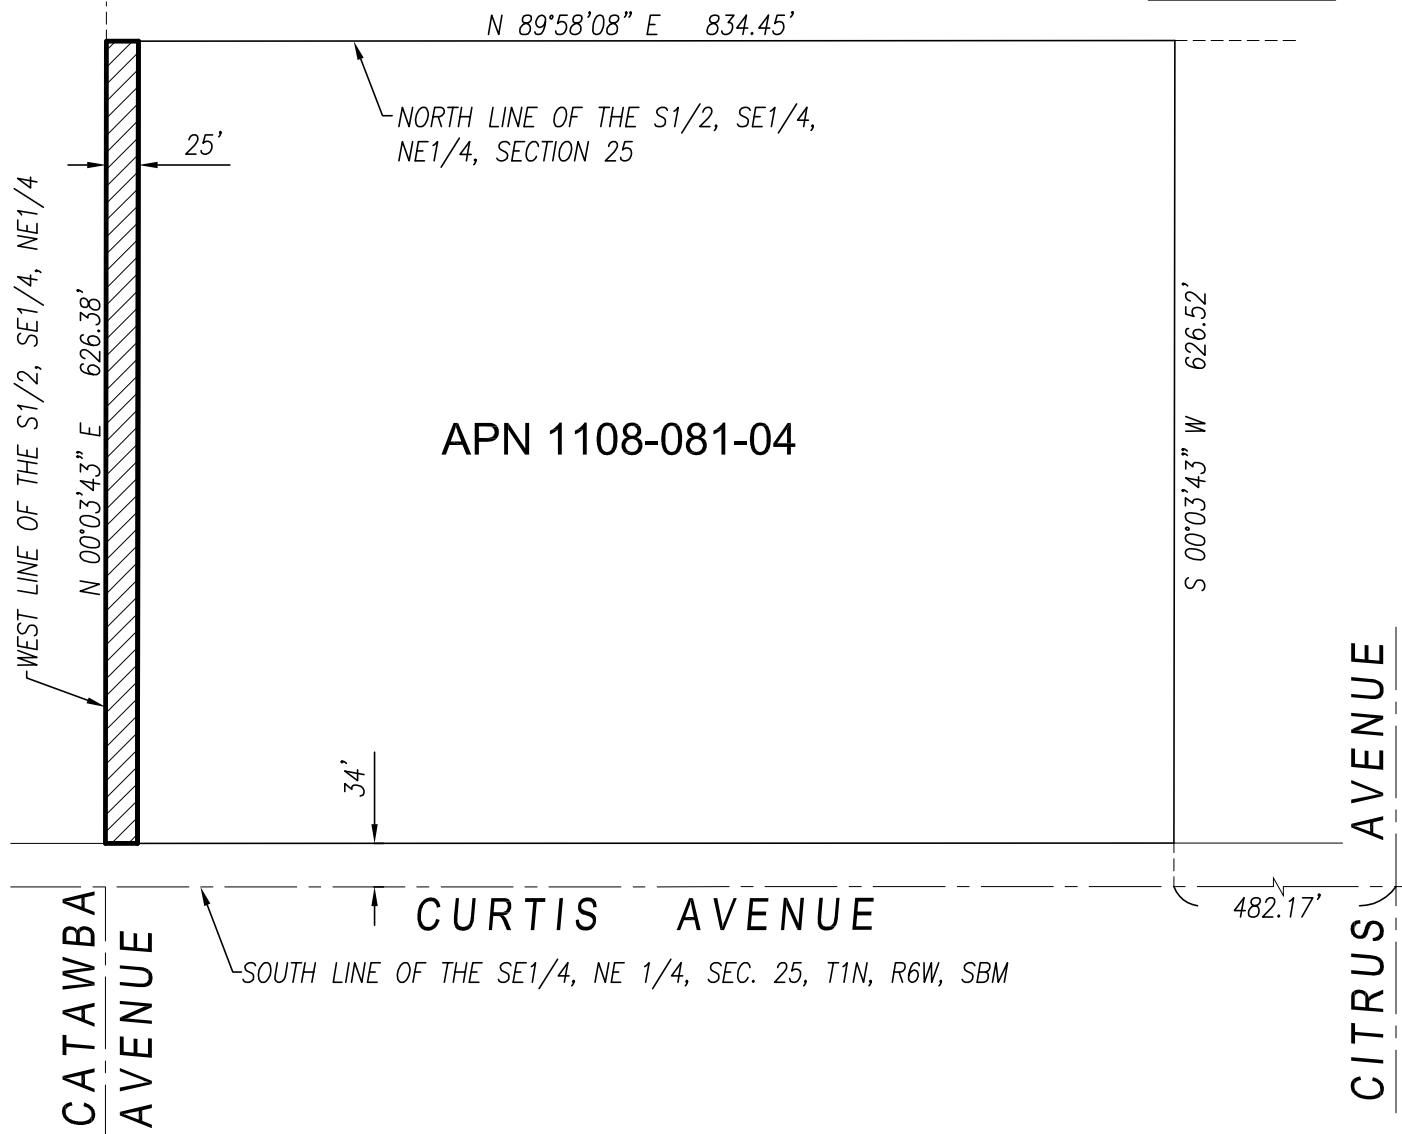 N 89°58'08" E 834.45'
NORTH LINE OF THE S1/2, SE1/4,
NE1/4, SECTION 25
25'
WEST LINE OF THE S1/2, SE1/4, NE1/4
N 00°03'43" E 626.38'
APN 1108-081-04
S 00°03'43" W 626.52'
34'
CURTIS AVENUE
482.17'
SOUTH LINE OF THE SE1/4, NE 1/4, SEC. 25, T1N, R6W, SBM
CATAWBA
AVENUE
CITRUS AVENUE